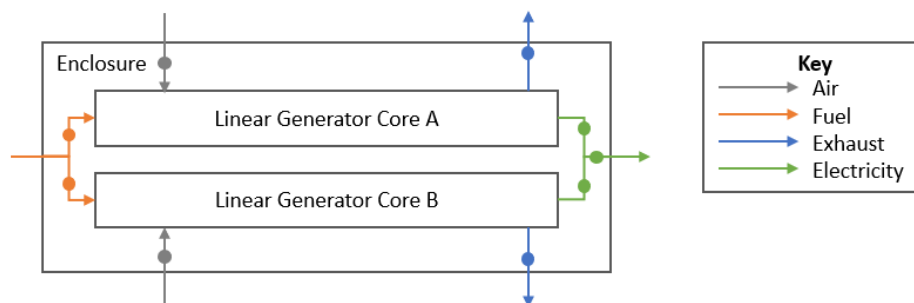 Enclosure
Linear Generator Core A
Linear Generator Core B
Key
Air
Fuel
Exhaust
Electricity